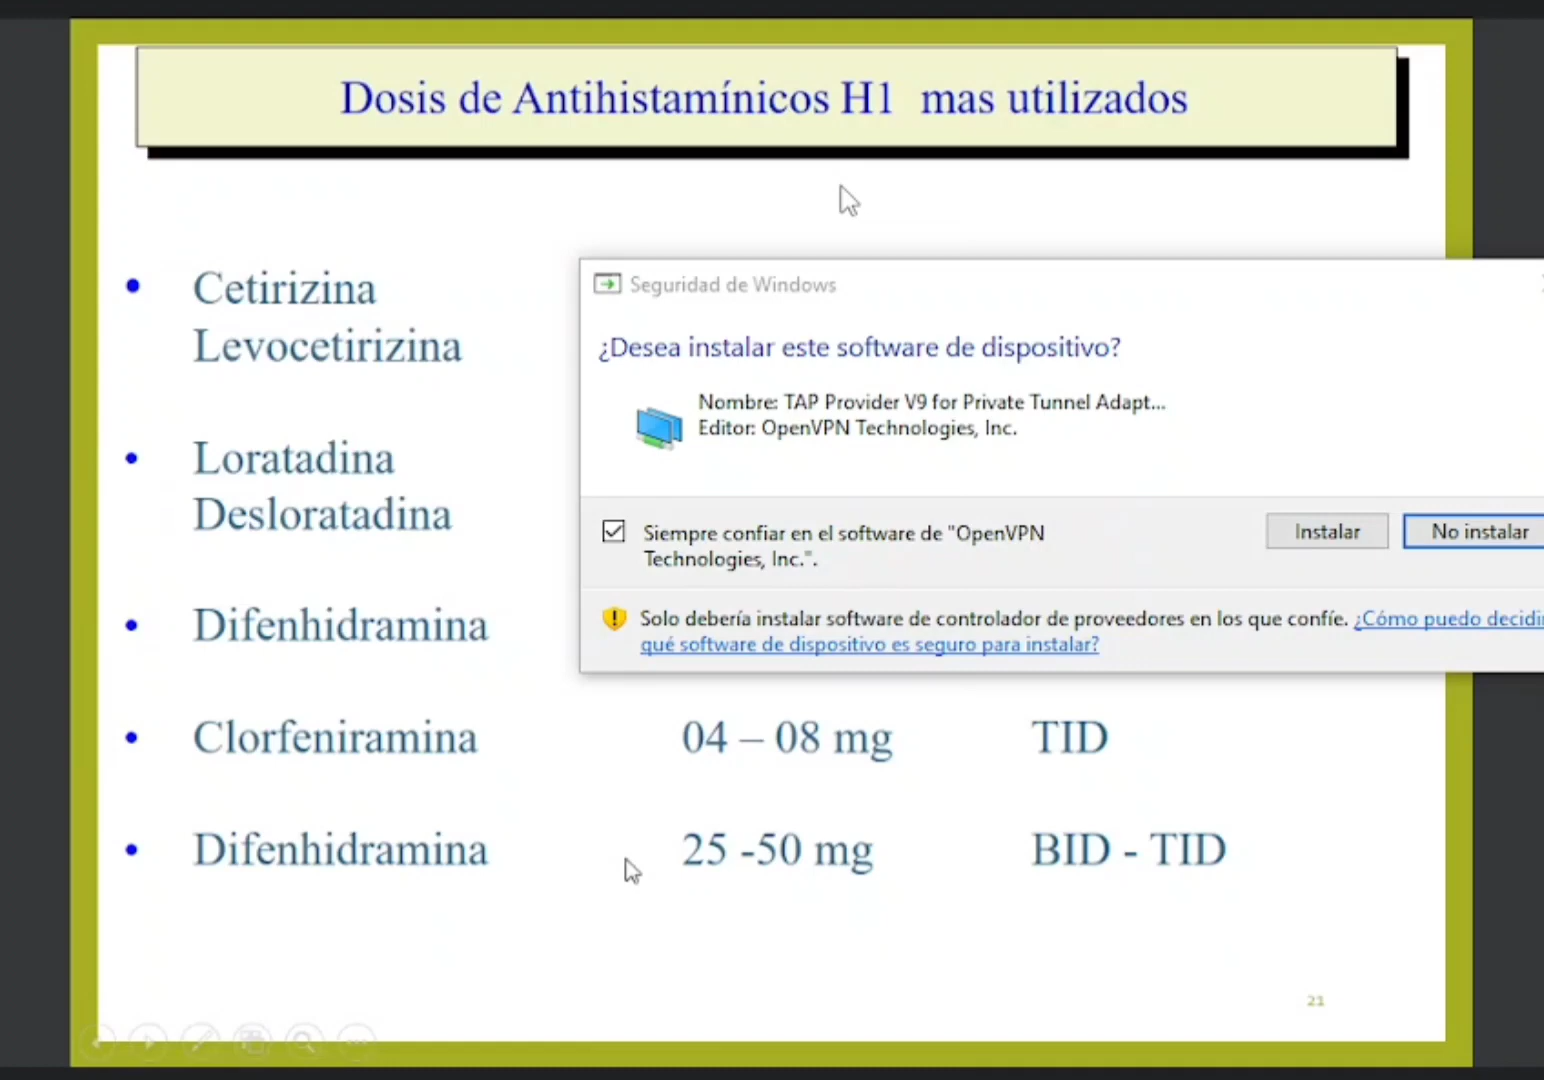 Dosis de Antihistamínicos H1 mas utilizados
Cetirizina
Levocetirizina
Loratadina
Desloratadina
Difenhidramina
Clorfeniramina 04 – 08 mg TID
Difenhidramina 25 -50 mg BID - TID
21
Seguridad de Windows
¿Desea instalar este software de dispositivo?
Nombre: TAP Provider V9 for Private Tunnel Adapt...
Editor: OpenVPN Technologies, Inc.
Siempre confiar en el software de "OpenVPN
Technologies, Inc.".
Instalar
No instalar
Solo debería instalar software de controlador de proveedores en los que confíe. ¿Cómo puedo decidi
qué software de dispositivo es seguro para instalar?